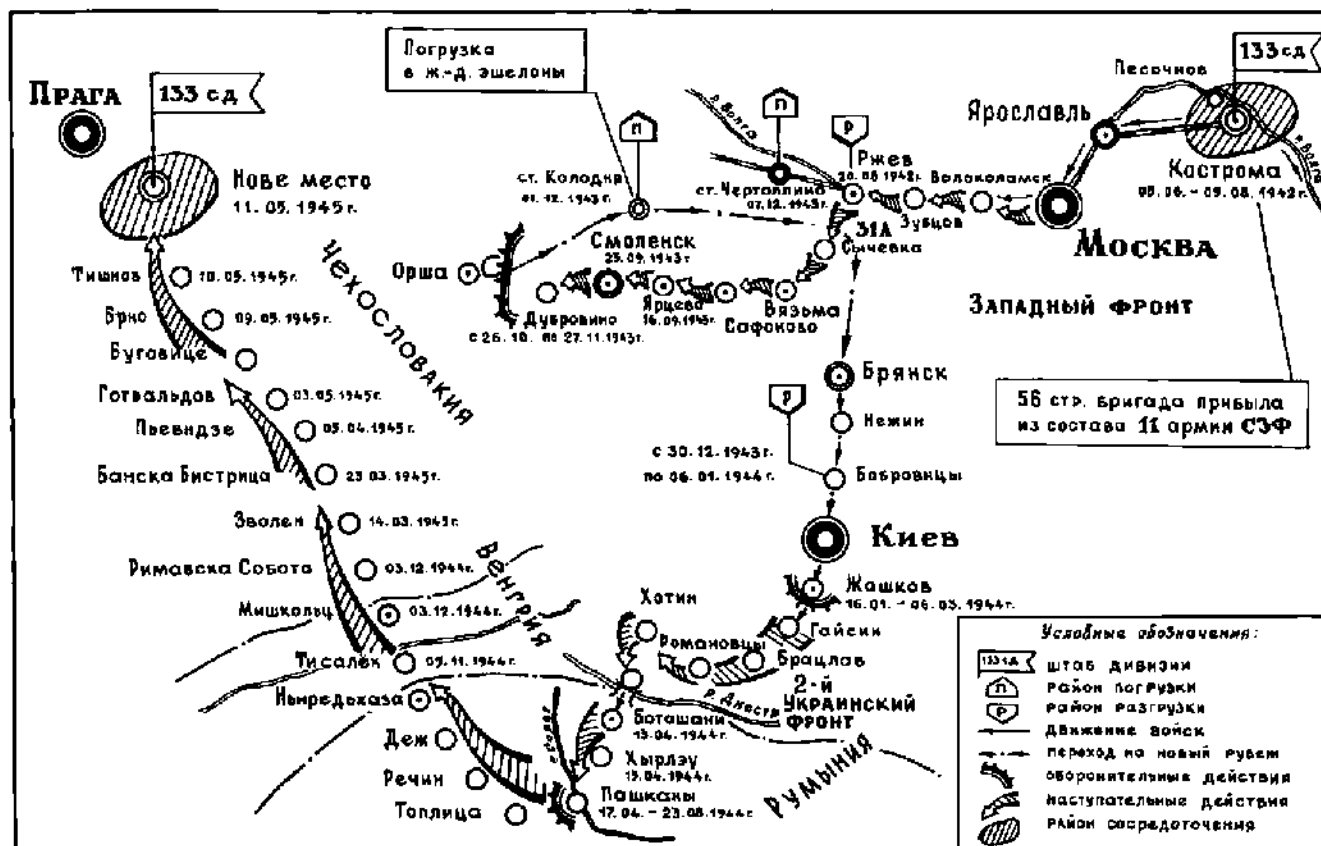 Погрузка
в ж.-д. эшелоны
133 сд
Прага
133 сд
Нове место
11.05.1945г.
Песочное
Ярославль
р. Волга
Кострома
05.06. – 09.08.1942г.
р. Волга
П
П
Р
ст. Колодня
01.12.1943г.
ст. Чертолино
07.12.1943г.
Ржев
20.08.1942г.
Волоколамск
Зубцов
Москва
31А
Сычевка
Западный фронт
Смоленск
25.09.1943г
Орша
Дубровино
с 26.10. по 27.11.1943г.
Ярцево
16.09.1943г.
Сафоново
Вязьма
Чехословакия
Тишнов
10.05.1945г.
Брно
09.05.1945г.
Буговице
Готвальдов
03.05.1945г.
Пьевидзе
05.04.1945г.
Банска Бистрица
23.03.1945г.
Зволен
14.03.1945г.
Римавска Собота
03.12.1944г.
Мишкольц
03.12.1944г.
Тисалек
09.11.1944г.
Ньиредьхаза
Деж
Речин
Топлица
Венгрия
56 стр. бригада прибыла
из состава 11 армии СЗФ
Брянск
Нежин
Р
с 30.12.1943г.
по 06.01.1944г.
Бобровицы
Киев
Жашков
16.01. – 06.03.1944г.
Гайсин
Брацлав
Романовцы
Хотин
р. Днестр
2-й
Украинский
фронт
Боташани
13.04.1944г.
Хырлэу
15.04.1944г.
Пашканы
17.04. – 23.08.1944г.
Румыния
Условные обозначения:
133 сд
штаб дивизии
П
район погрузки
Р
район разгрузки
движение войск
переход на новый рубеж
оборонительные действия
наступательные действия
район сосредоточения